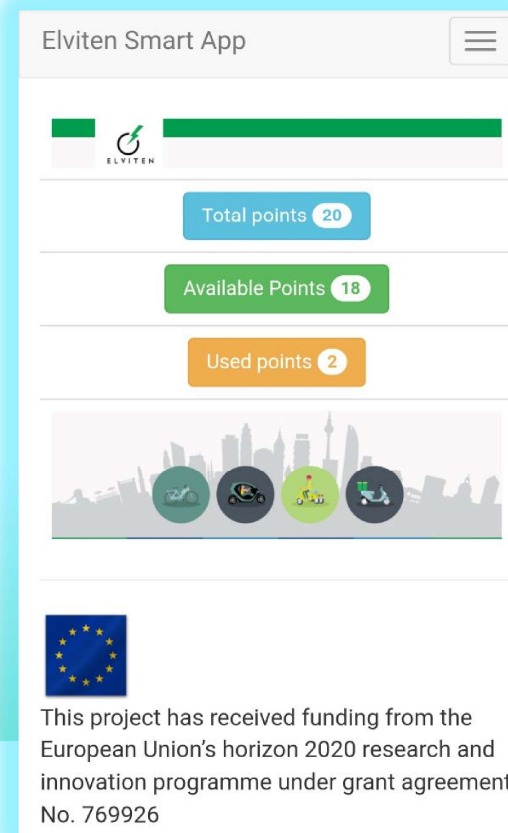 Elviten Smart App
ELVITEN
Total points 20
Available Points 18
Used points 2
This project has received funding from the
European Union's horizon 2020 research and
innovation programme under grant agreement
No. 769926